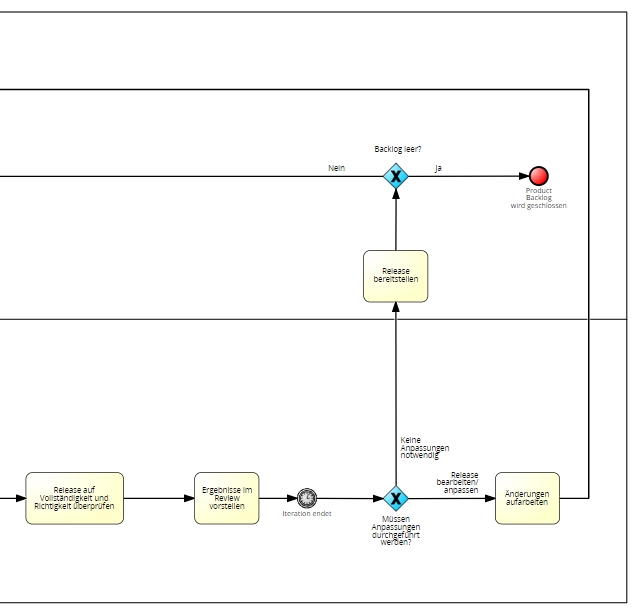 Backlog leer?
Nein
Ja
Product
Backlog
wird geschlossen
Release
bereitstellen
Keine
Anpassungen
notwendig
Release
bearbeiten/
anpassen
Release auf
Vollständigkeit und
Richtigkeit überprüfen
Ergebnisse im
Review
vorstellen
Iteration endet
Müssen
Anpassungen
durchgeführt
werden?
Änderungen
aufarbeiten